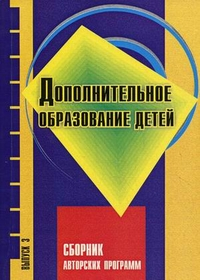 Дополнительное
образование детей
Сборник
авторских программ
Выпуск 3